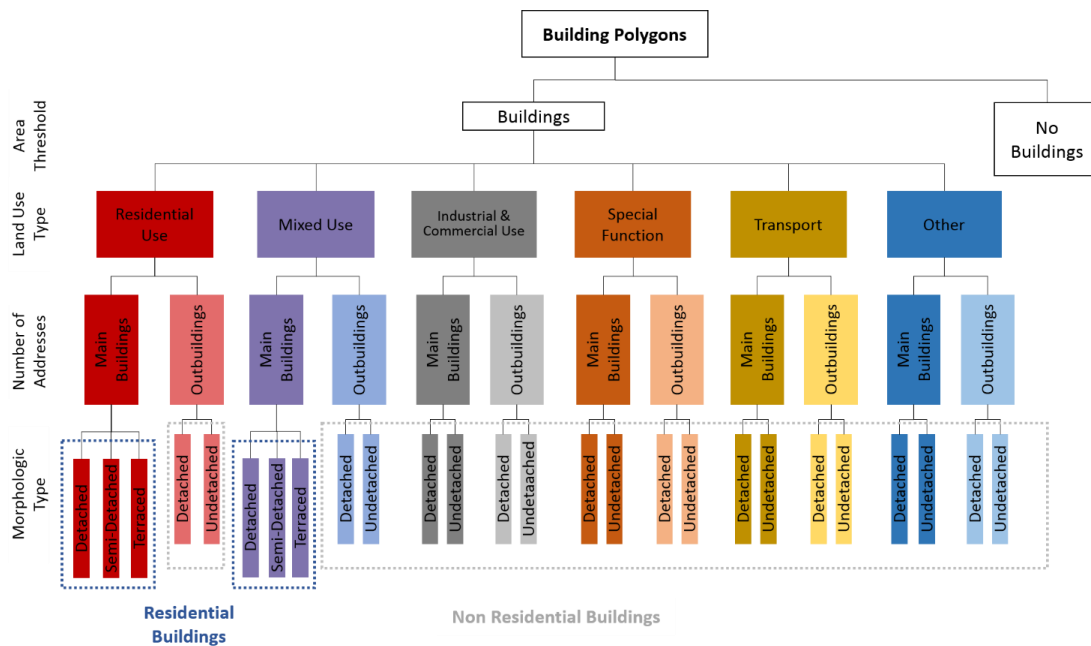 Building Polygons
Area
Threshold
Buildings
No
Buildings
Land Use
Type
Residential
Use
Mixed Use
Industrial &
Commercial Use
Special
Function
Transport
Other
Number of
Addresses
Main
Buildings
Outbuildings
Main
Buildings
Outbuildings
Main
Buildings
Outbuildings
Main
Buildings
Outbuildings
Main
Buildings
Outbuildings
Main
Buildings
Outbuildings
Morphologic
Type
Detached
Semi-Detached
Terraced
Detached
Undetached
Detached
Semi-Detached
Terraced
Detached
Undetached
Detached
Undetached
Detached
Undetaached
Detached
Undetached
Detached
Undetached
Detached
Undetached
Detached
Undetached
Detached
Undetached
Detached
Undetached
Residential
Buildings
Non Residential Buildings